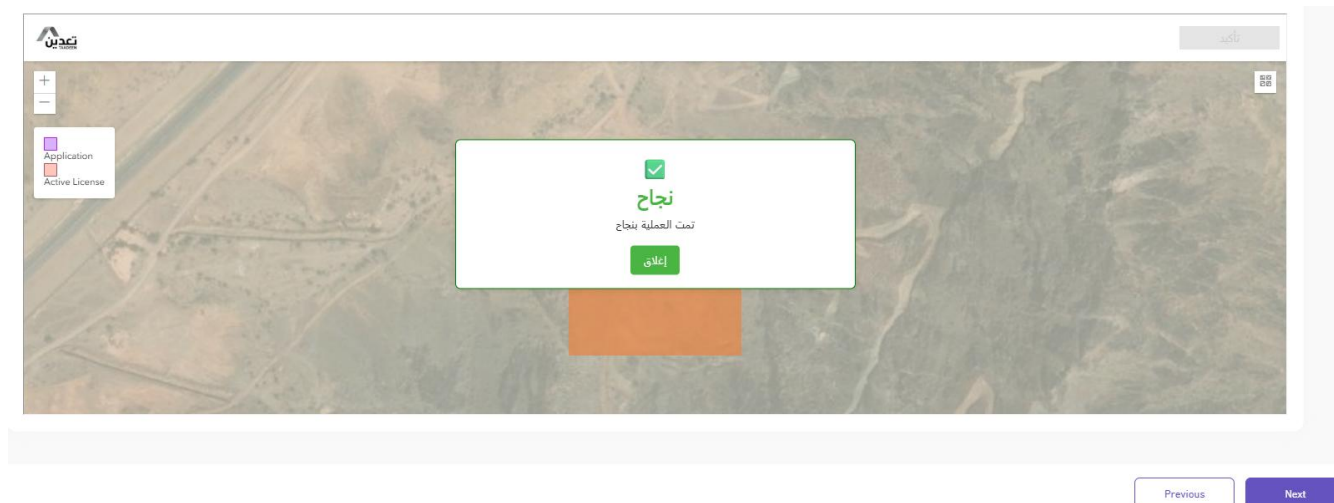 تعدين
TAADEEN
تأكيد
+
−
Application
Active License
نجاح
تمت العملية بنجاح
إغلاق
Previous
Next